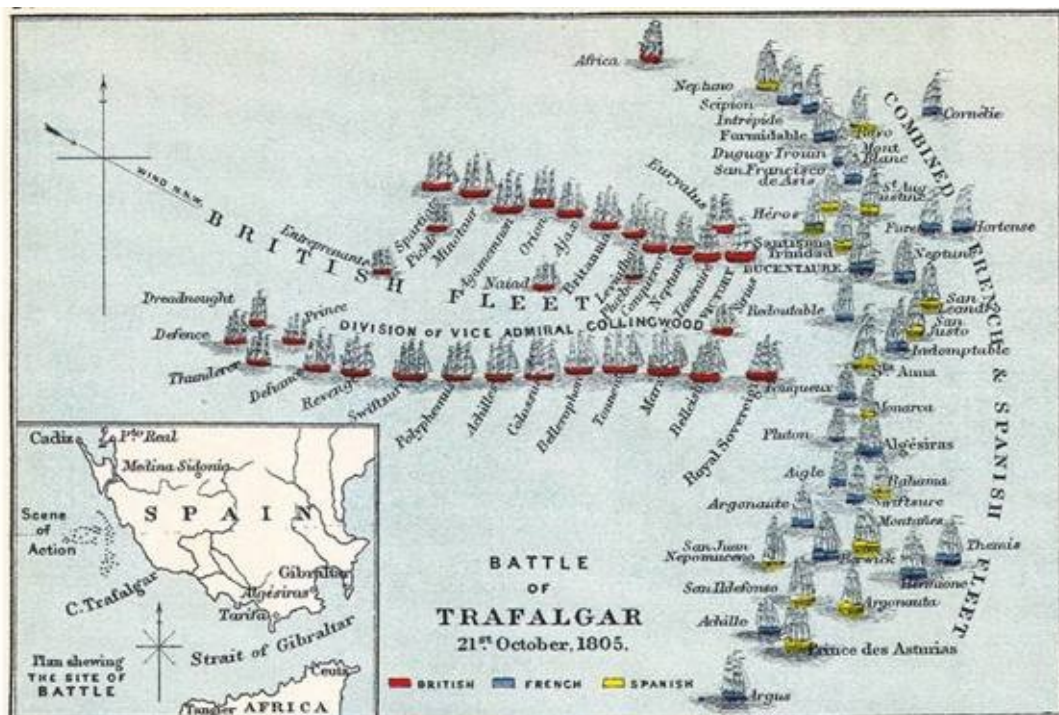 Africa
Neptuno
Scipion
Intrépide
Formidable
Duguay Trouin
San Francisco
de Asis
Rayo
Mont
Blanc
Cornélie
COMBINED
FRENCH & SPANISH
FLEET
WIND N.N.W.
BRITISH FLEET
Entreprenante
Spartiate
Pickle
Minotaur
Agamemnon
Orion
Ajax
Britannia
Leviathan
Conqueror
Neptune
Temeraire
VICTORY
Euryalus
Naiad
Phoebe
Sirius
Héros
St Aug
ustine
Furet
Hortense
Santisima
Trinidad
BUCENTAURE
Neptune
Redoutable
San
Leandro
San
Justo
Indomptable
Sta Anna
Dreadnought
Prince
Defence
Thunderer
Defiance
Revenge
Swiftsure
Polyphemus
Achilles
Colossus
Bellerophon
Tonnant
Mars
Belleisle
Royal Sovereign
DIVISION OF VICE ADMIRAL COLLINGWOOD
Fougueux
Monarca
Pluton
Algésiras
Aigle
Bahama
Swiftsure
Argonaute
Montañes
San Juan
Nepomuceno
Berwick
Themis
Hermione
San Ildefonso
Argonauta
Achille
Prince des Asturias
Argus
Cadiz
Pto Real
Medina Sidonia
SPAIN
Scene
of
Action
C. Trafalgar
Gibraltar
Algésiras
Tarifa
Strait of Gibraltar
Plan shewing
THE SITE OF
BATTLE
Ceuta
Tangier
AFRICA
BATTLE
OF
TRAFALGAR
21st October, 1805.
BRITISH
FRENCH
SPANISH